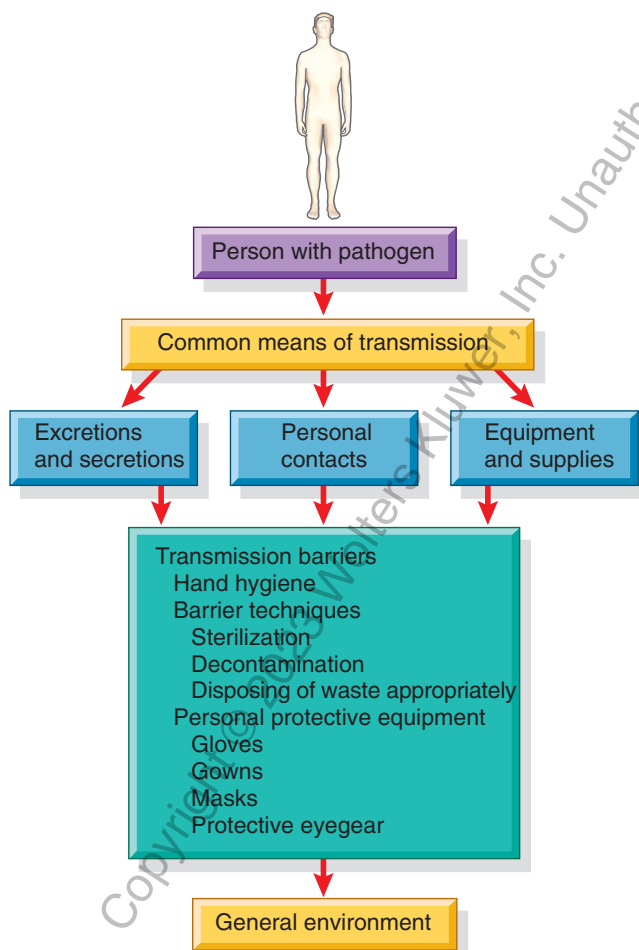 Person with pathogen
Common means of transmission
Excretions
and secretions
Personal
contacts
Equipment
and supplies
Transmission barriers
Hand hygiene
Barrier techniques
Sterilization
Decontamination
Disposing of waste appropriately
Personal protective equipment
Gloves
Gowns
Masks
Protective eyegear
General environment
Copyright © 2023 Wolters Kluwer, Inc. Unauth